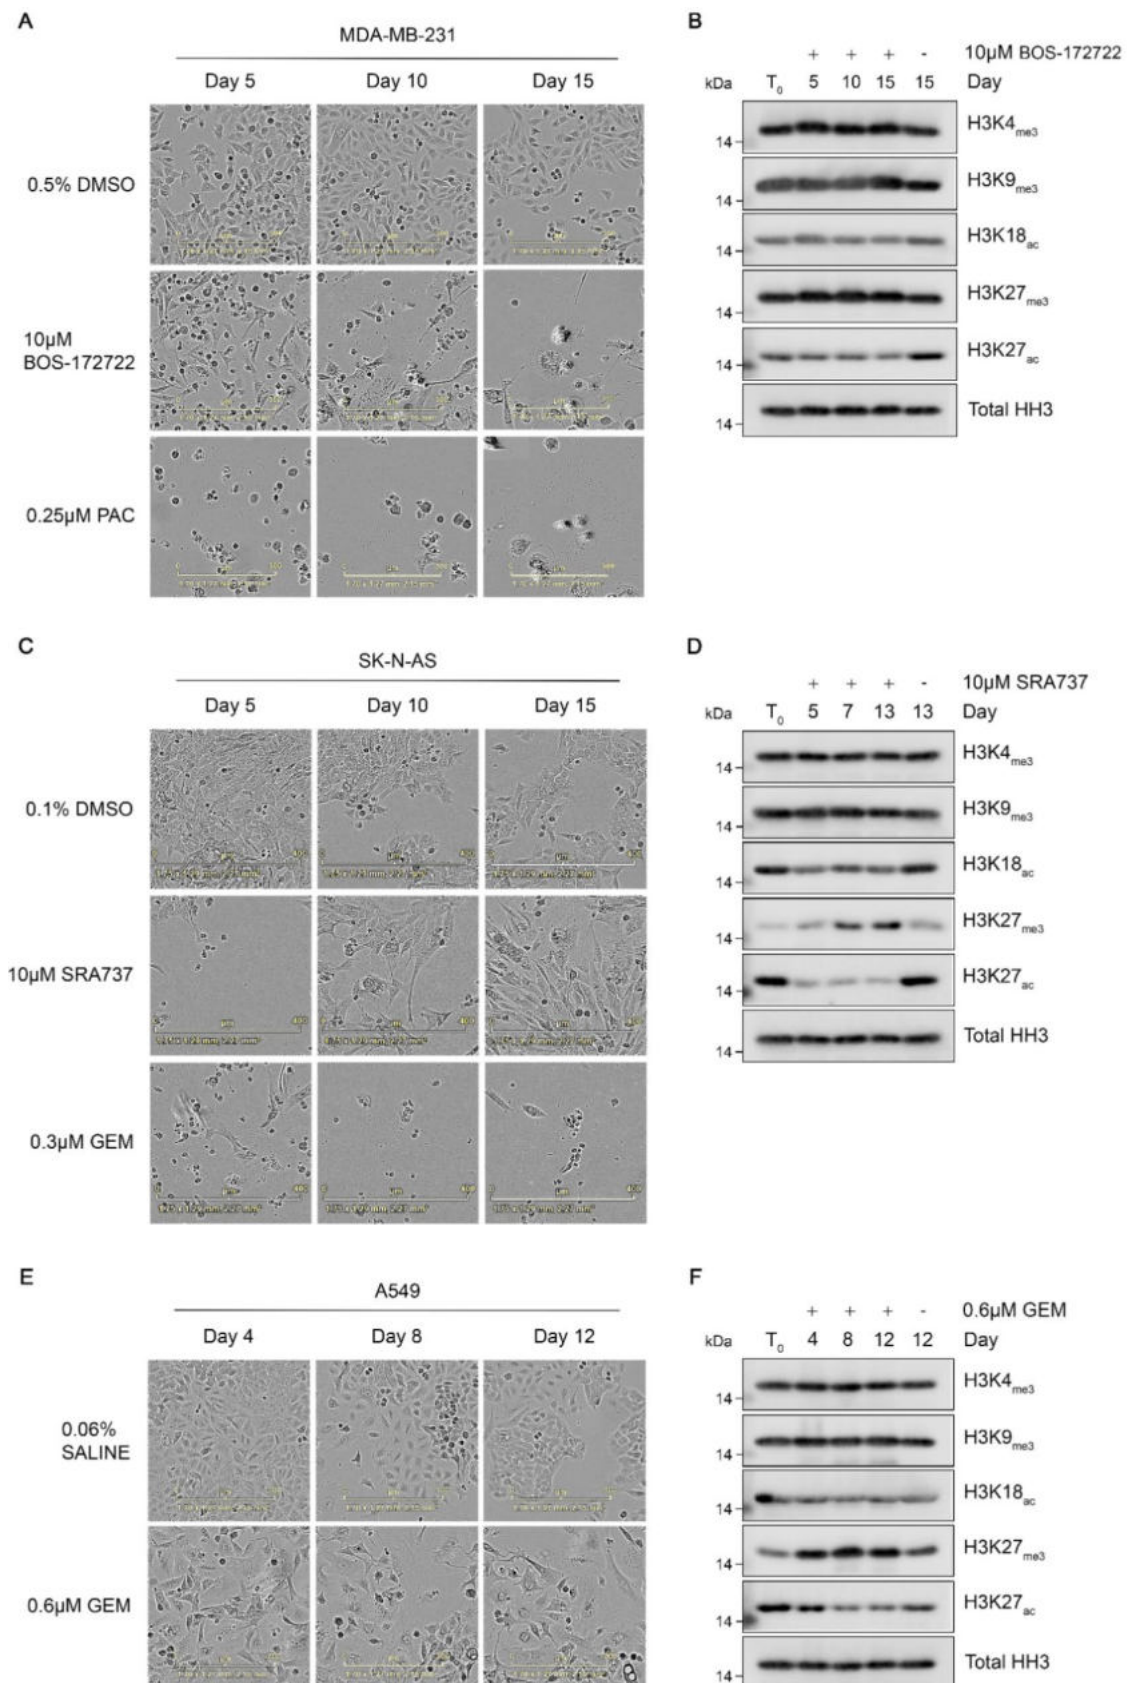 A
MDA-MB-231
Day 5 Day 10 Day 15
0.5% DMSO
10µM
BOS-172722
0.25µM PAC
B
+ + + - 10µM BOS-172722
kDa T0 5 10 15 15 Day
14 H3K4me3
14 H3K9me3
14 H3K18ac
14 H3K27me3
14 H3K27ac
14 Total HH3
C
SK-N-AS
Day 5 Day 10 Day 15
0.1% DMSO
10µM SRA737
0.3µM GEM
D
+ + + - 10µM SRA737
kDa T0 5 7 13 13 Day
14 H3K4me3
14 H3K9me3
14 H3K18ac
14 H3K27me3
14 H3K27ac
14 Total HH3
E
A549
Day 4 Day 8 Day 12
0.06%
SALINE
0.6µM GEM
F
+ + + - 0.6µM GEM
kDa T0 4 8 12 12 Day
14 H3K4me3
14 H3K9me3
14 H3K18ac
14 H3K27me3
14 H3K27ac
14 Total HH3